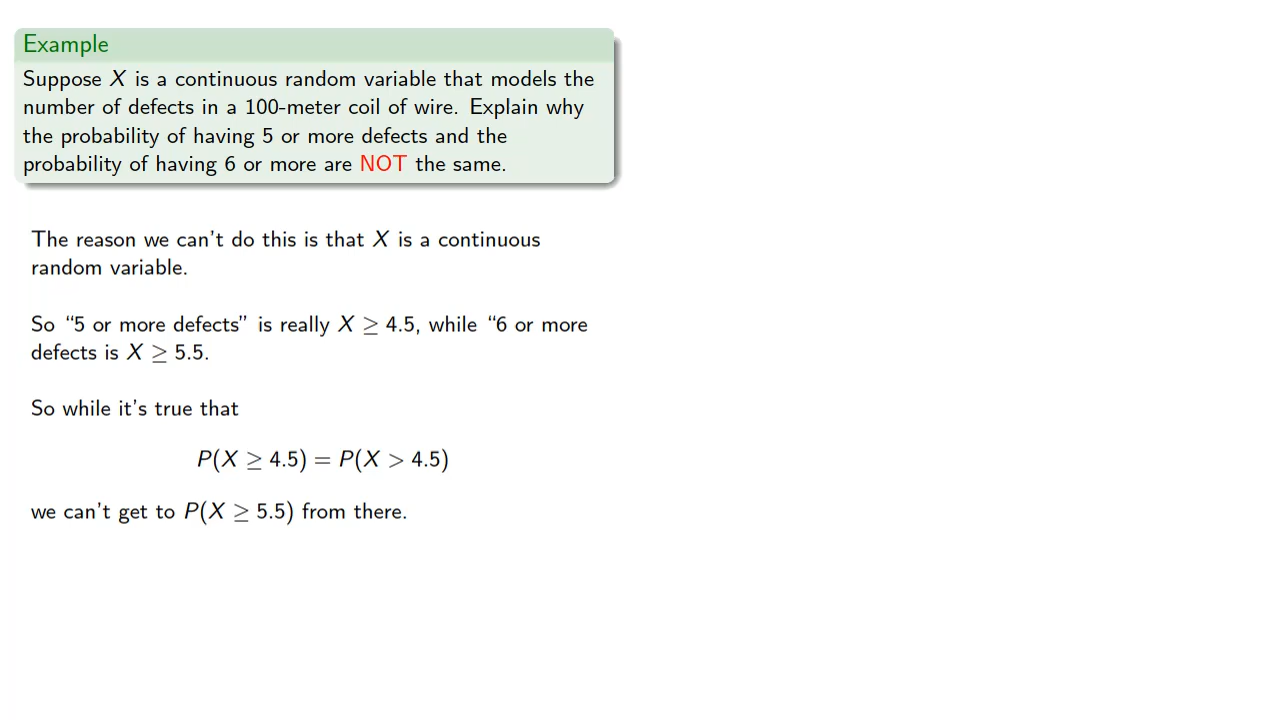 Example
Suppose X is a continuous random variable that models the
number of defects in a 100-meter coil of wire. Explain why
the probability of having 5 or more defects and the
probability of having 6 or more are NOT the same.
The reason we can't do this is that X is a continuous
random variable.
So “5 or more defects” is really X ≥ 4.5, while “6 or more
defects is X ≥ 5.5.
So while it's true that
P(X ≥ 4.5) = P(X > 4.5)
we can't get to P(X ≥ 5.5) from there.